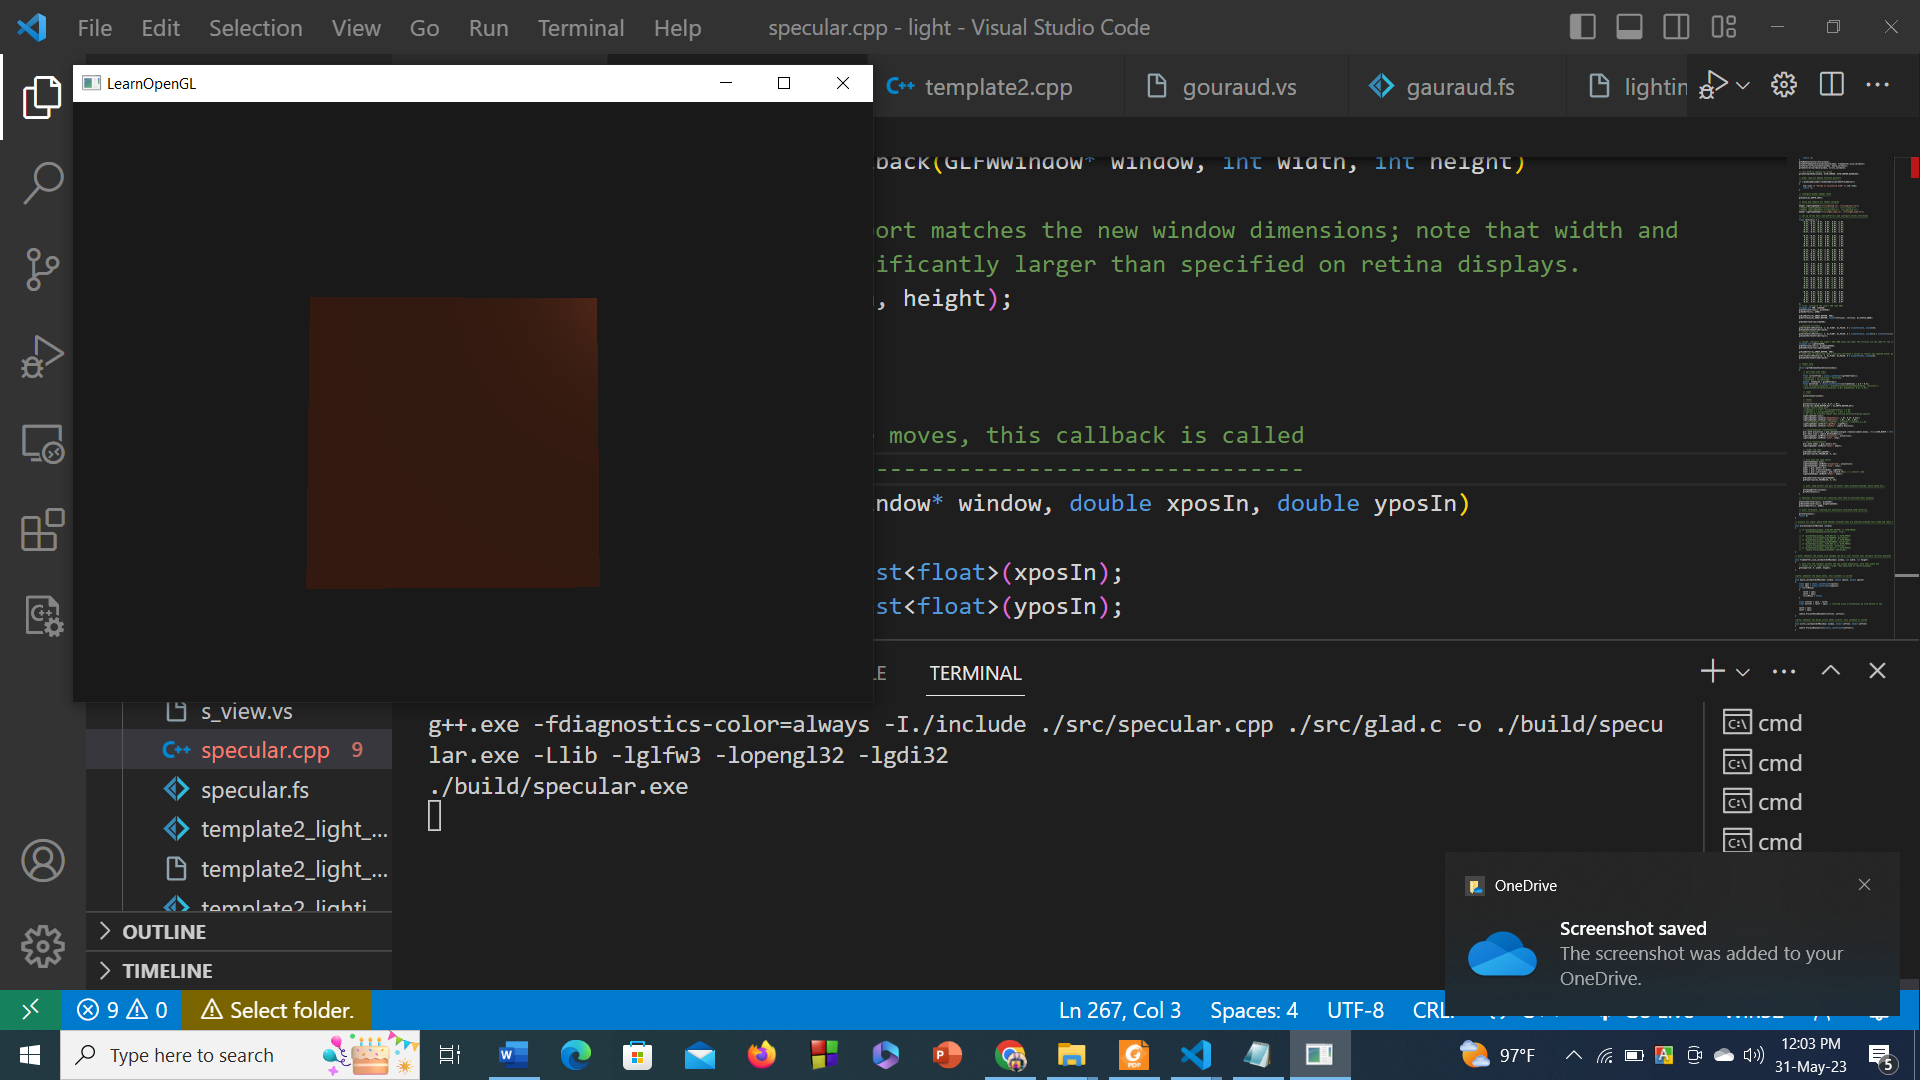 File Edit Selection View Go Run Terminal Help specular.cpp - light - Visual Studio Code
LearnOpenGL
template2.cpp gouraud.vs gauraud.fs lightin
back(GLFWwindow* window, int width, int height)
ort matches the new window dimensions; note that width and
ificantly larger than specified on retina displays.
, height);
moves, this callback is called
-------------------------------
ndow* window, double xposIn, double yposIn)
st<float>(xposIn);
st<float>(yposIn);
LE TERMINAL
s_view.vs
specular.cpp 9
specular.fs
template2_light_...
template2_light_...
template2_lighti
OUTLINE
TIMELINE
g++.exe -fdiagnostics-color=always -I./include ./src/specular.cpp ./src/glad.c -o ./build/specu
lar.exe -Llib -lglfw3 -lopengl32 -lgdi32
./build/specular.exe
cmd
cmd
cmd
cmd
OneDrive
Screenshot saved
The screenshot was added to your
OneDrive.
9 0 Select folder. Ln 267, Col 3 Spaces: 4 UTF-8
Type here to search
97°F
12:03 PM
31-May-23
5